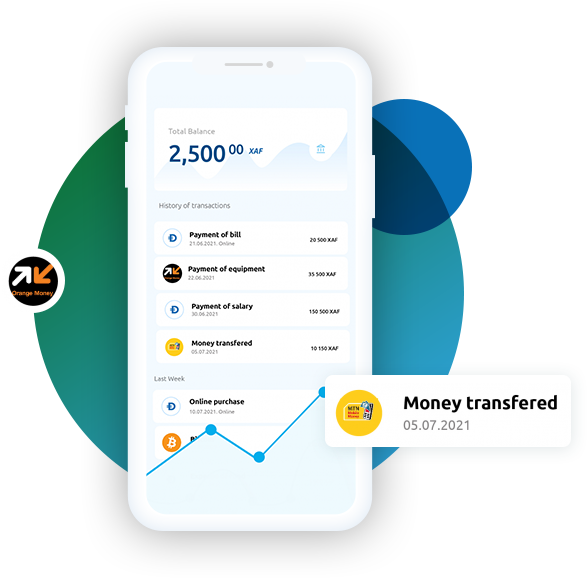 Total Balance
2,500 00 XAF
History of transactions
Payment of bill
21.06.2021. Online
20 500 XAF
Payment of equipment
22.06.2021
35 500 XAF
Payment of salary
30.06.2021
150 500 XAF
Money transfered
05.07.2021
10 150 XAF
Last Week
Online purchase
10.07.2021. Online
Orange Money
MTN
Mobile
Money
Money transfered
05.07.2021